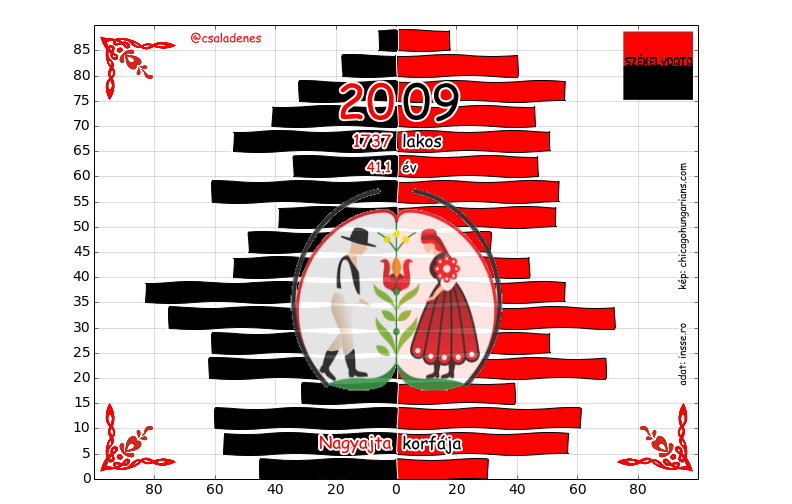 @csaladenes
SZÉKELYDATA
2009
1737 lakos
41.1 év
kép: chicagohungarians.com
adat: insse.ro
Nagyajta korfája
85
80
75
70
65
60
55
50
45
40
35
30
25
20
15
10
5
0
80 60 40 20 0 20 40 60 80